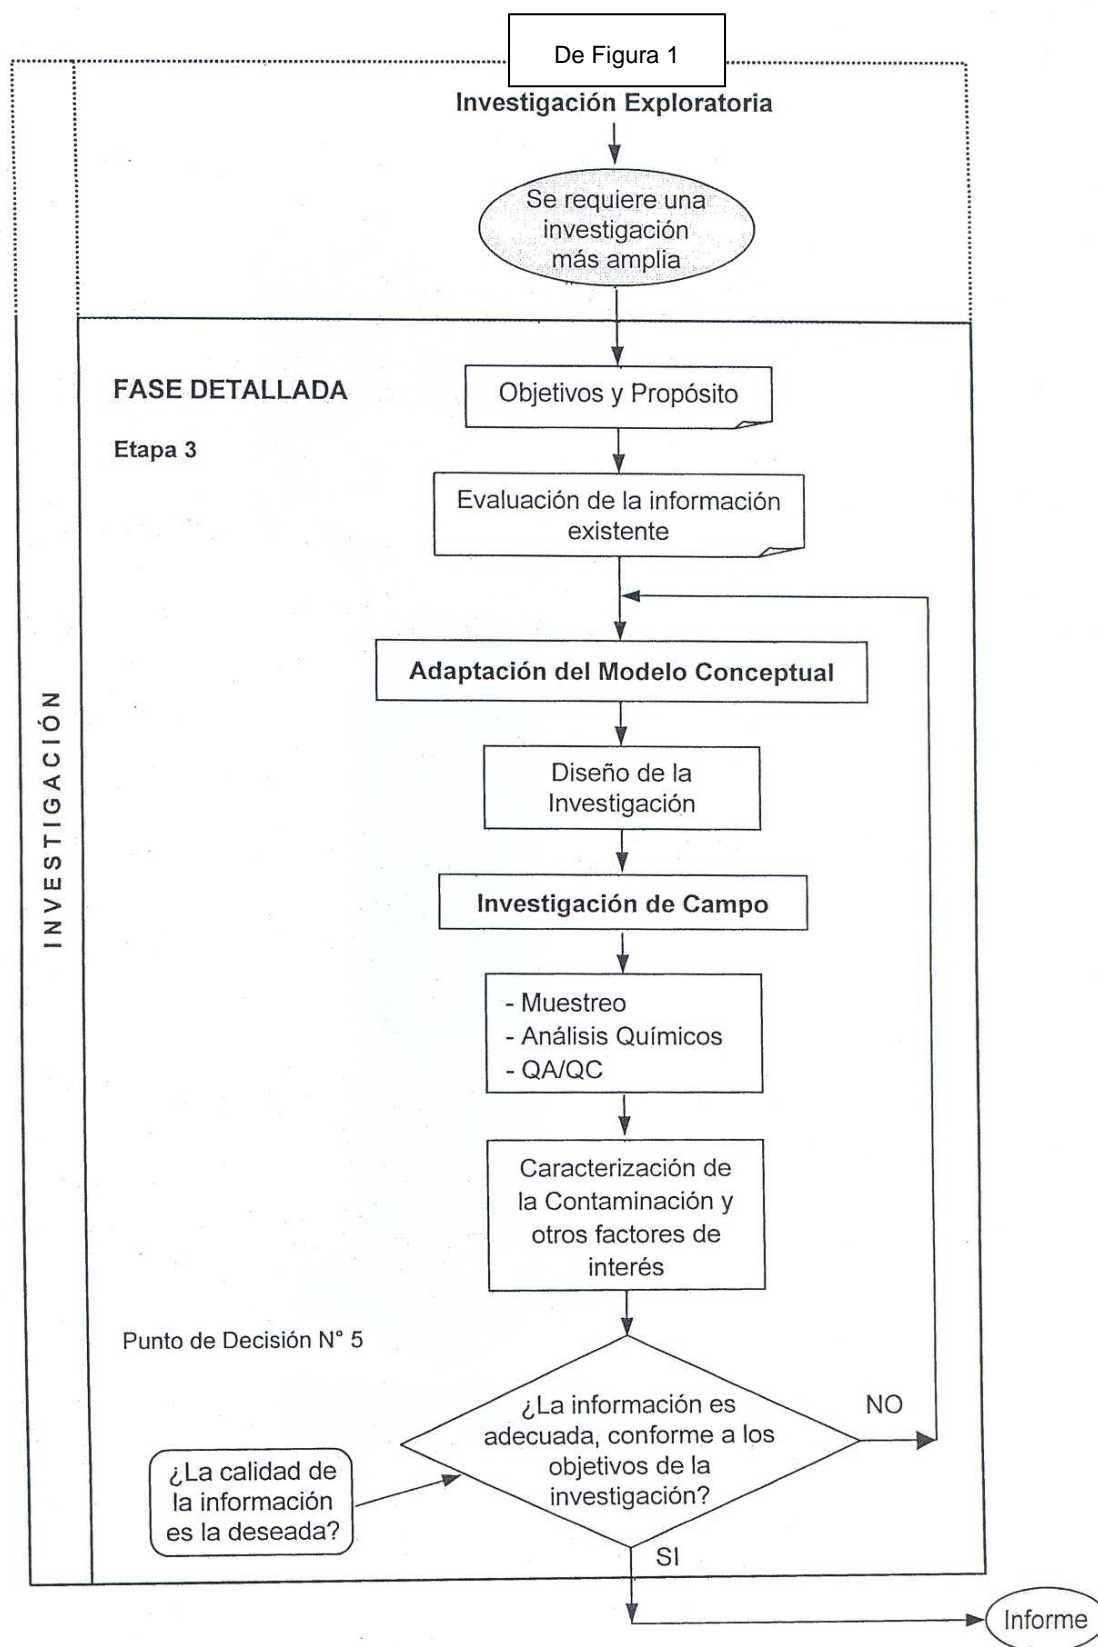 De Figura 1
Investigación Exploratoria
Se requiere una
investigación
más amplia
FASE DETALLADA
Etapa 3
Objetivos y Propósito
Evaluación de la información
existente
Adaptación del Modelo Conceptual
Diseño de la
Investigación
Investigación de Campo
- Muestreo
- Análisis Químicos
- QA/QC
Caracterización de
la Contaminación y
otros factores de
interés
INVESTIGACIÓN
Punto de Decisión N° 5
¿La información es
adecuada, conforme a los
objetivos de la
investigación?
NO
¿La calidad de
la información
es la deseada?
SI
Informe